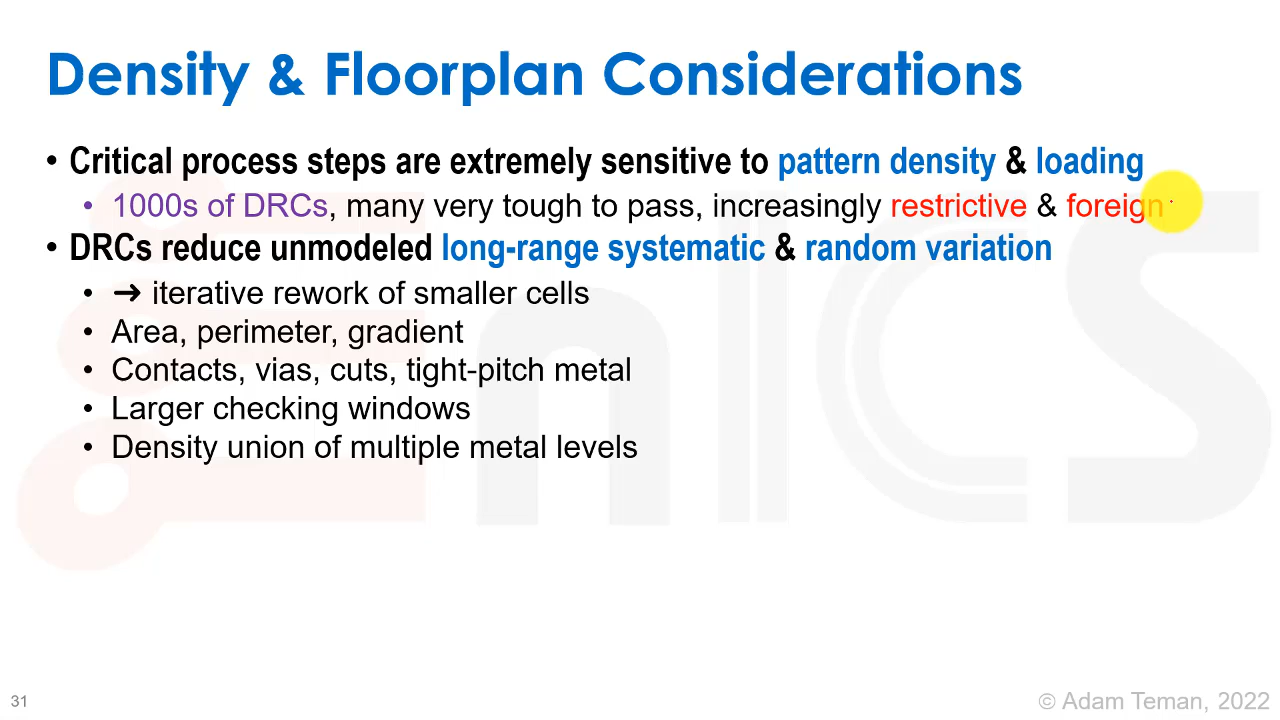 Density & Floorplan Considerations
• Critical process steps are extremely sensitive to pattern density & loading
• 1000s of DRCs, many very tough to pass, increasingly restrictive & foreign
• DRCs reduce unmodeled long-range systematic & random variation
• ➜ iterative rework of smaller cells
• Area, perimeter, gradient
• Contacts, vias, cuts, tight-pitch metal
• Larger checking windows
• Density union of multiple metal levels
enICS
31
© Adam Teman, 2022